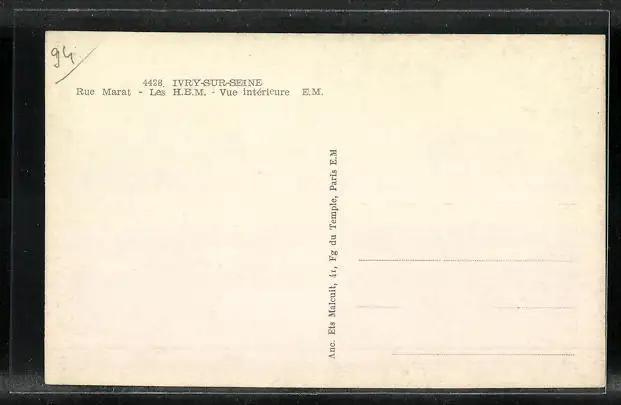 94
4428. IVRY-SUR-SEINE
Rue Marat - Les H.B.M. - Vue intérieure E.M.
Anc. Ets Malcuit, 41, Fg du Temple, Paris E.M